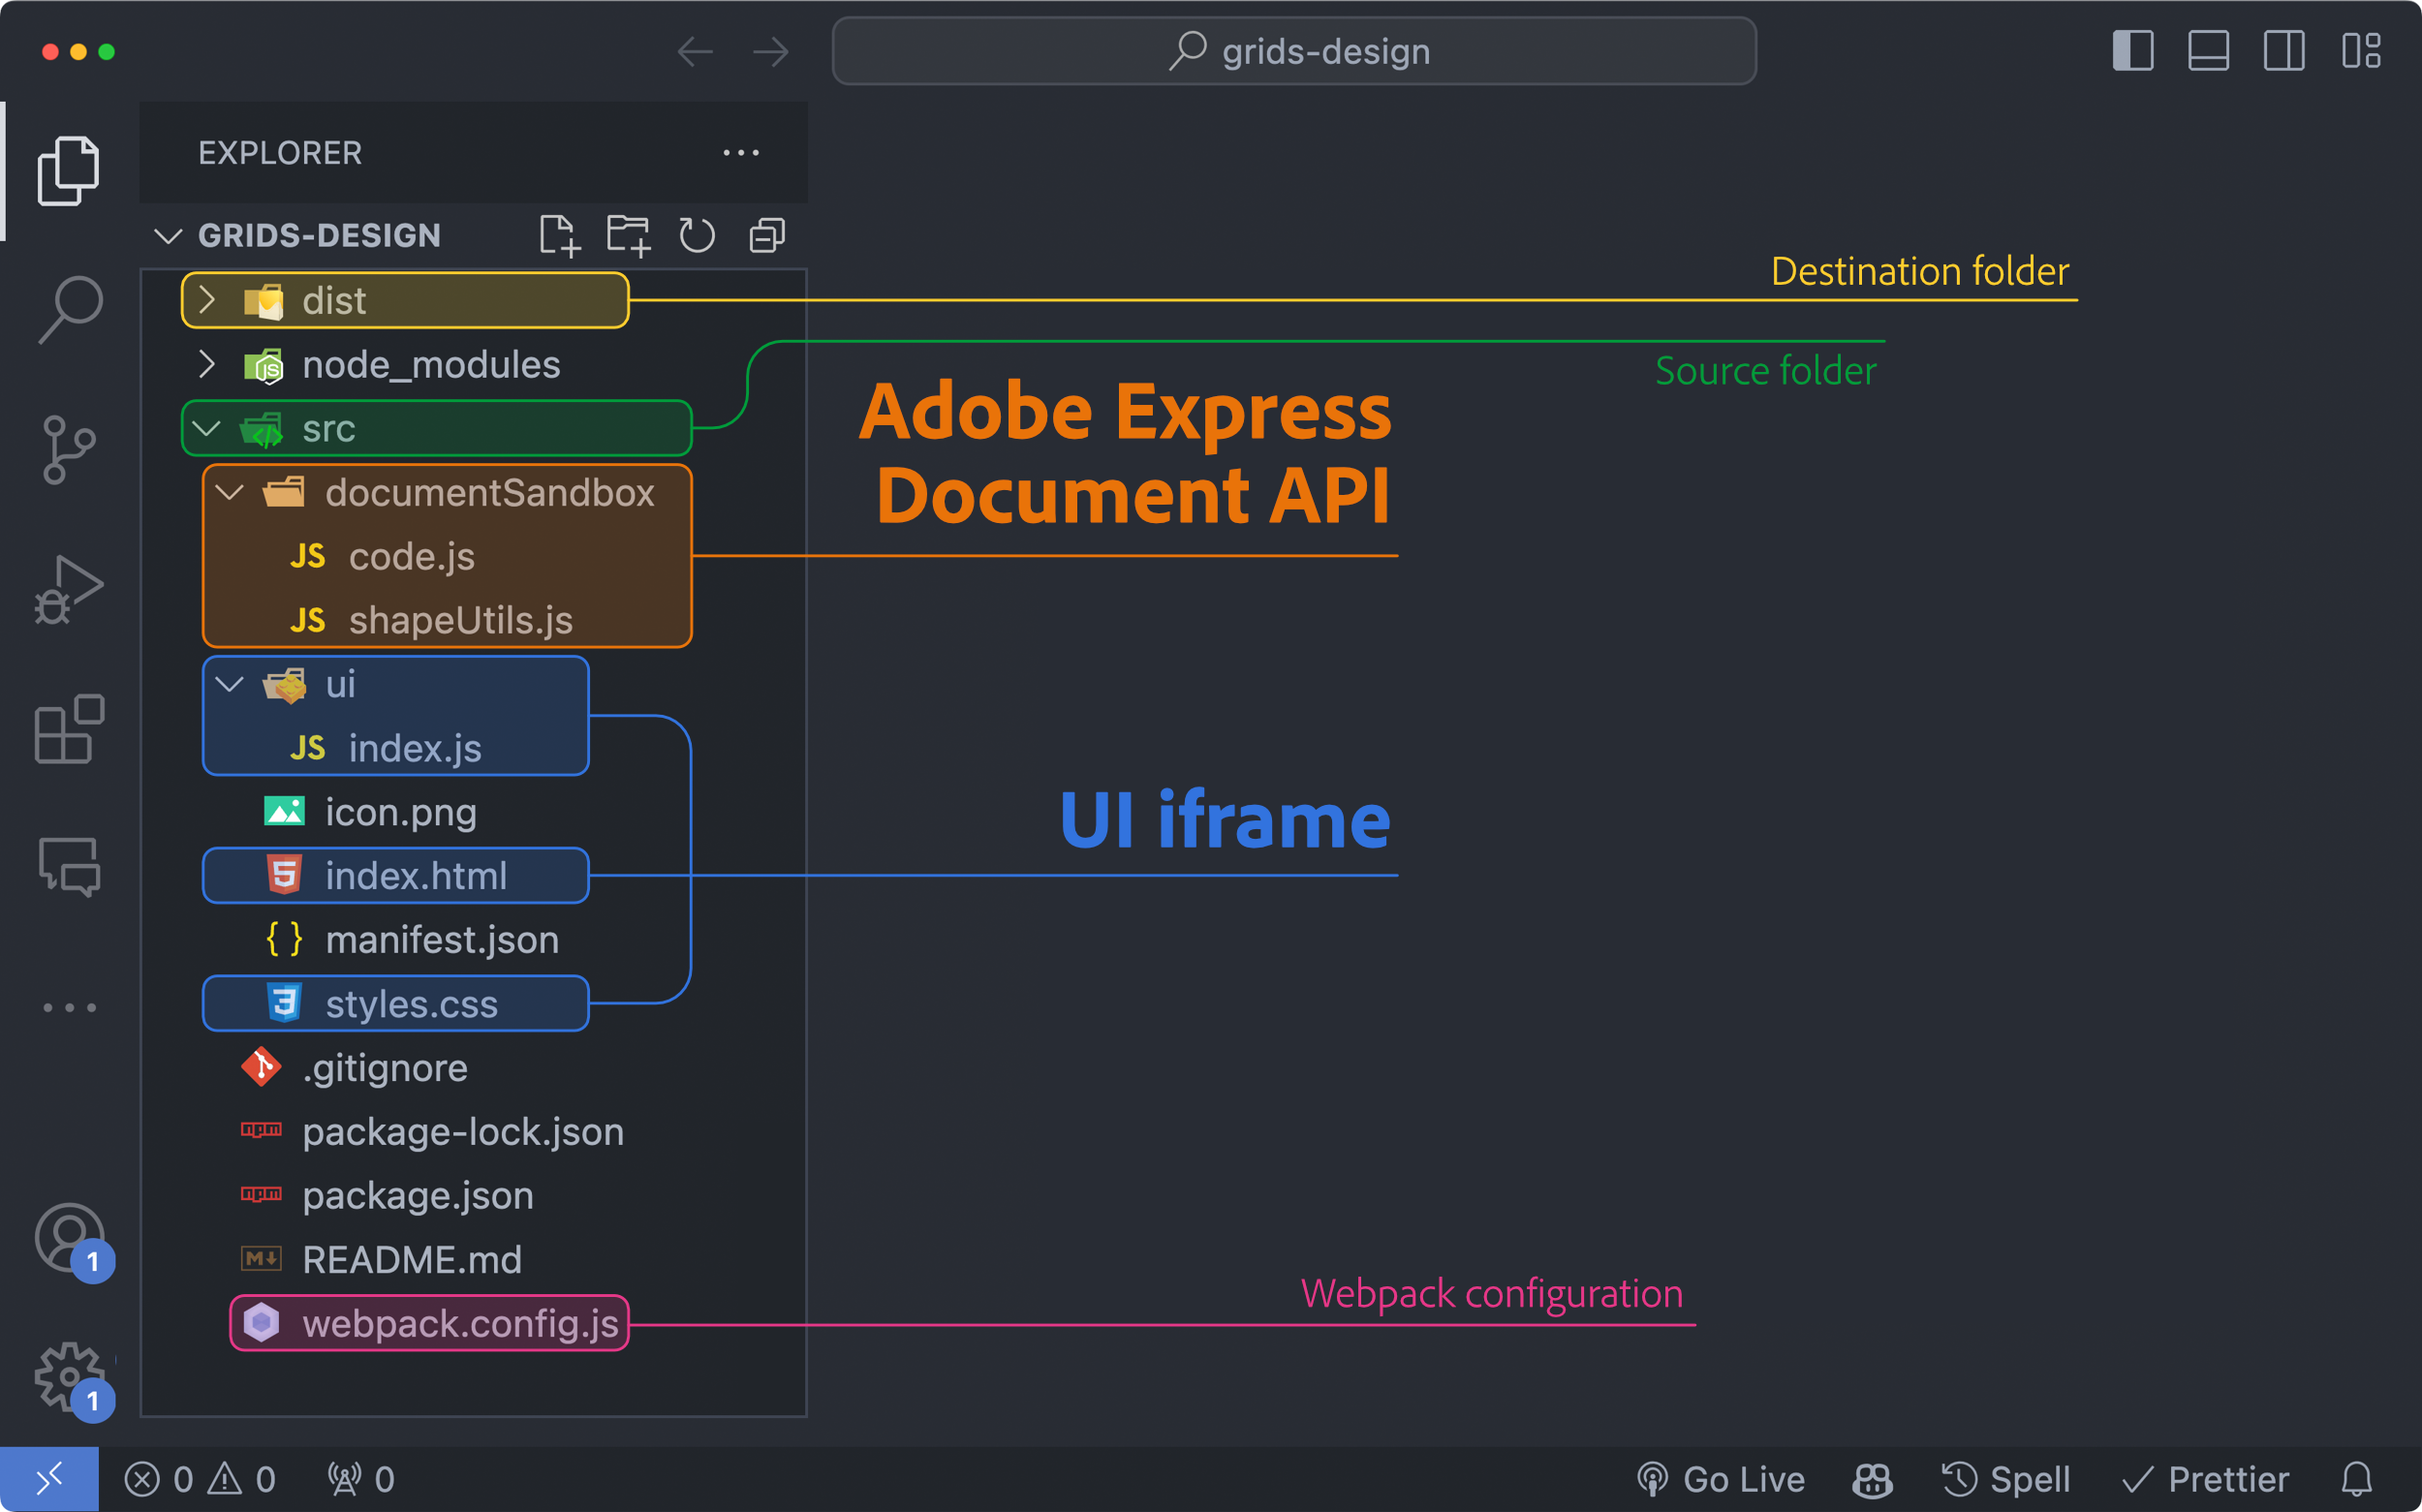 grids-design
EXPLORER
GRIDS-DESIGN
dist
Destination folder
node_modules
Source folder
src
Adobe Express
Document API
documentSandbox
JS code.js
JS shapeUtils.js
ui
JS index.js
UI iframe
icon.png
index.html
{ } manifest.json
styles.css
.gitignore
package-lock.json
package.json
README.md
1
Webpack configuration
webpack.config.js
1
0 0 0 Go Live Spell Prettier